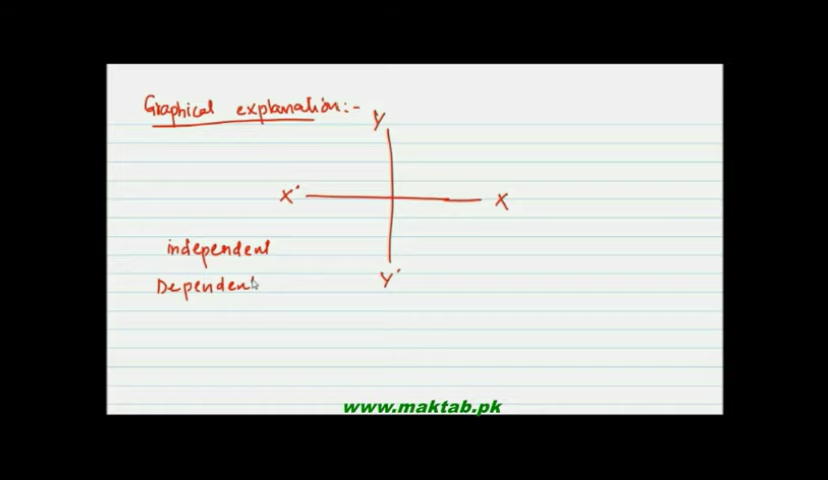 Graphical explanation:-
Y
X' X
independent
Dependent
Y'
www.maktab.pk